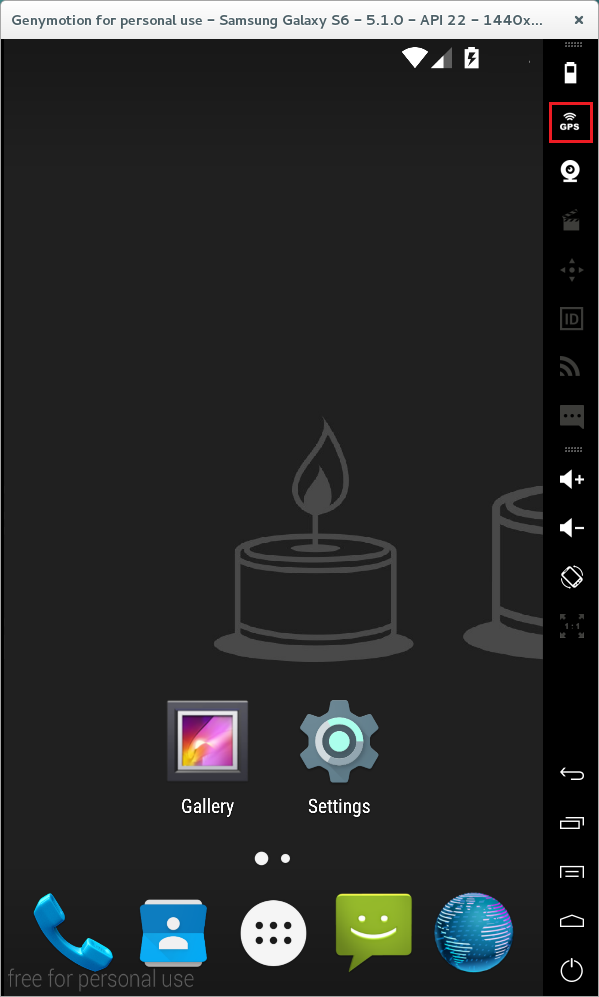 Genymotion for personal use – Samsung Galaxy S6 – 5.1.0 – API 22 – 1440x...
GPS
ID
1:1
Gallery
Settings
free for personal use